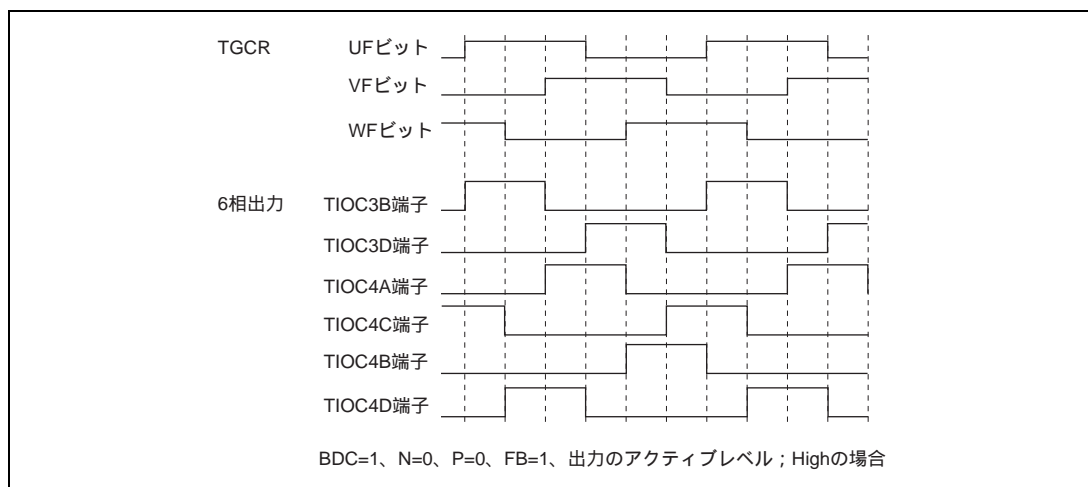 TGCR UFビット
VFビット
WFビット
6相出力 TIOC3B端子
TIOC3D端子
TIOC4A端子
TIOC4C端子
TIOC4B端子
TIOC4D端子
BDC=1、N=0、P=0、FB=1、出力のアクティブレベル；Highの場合